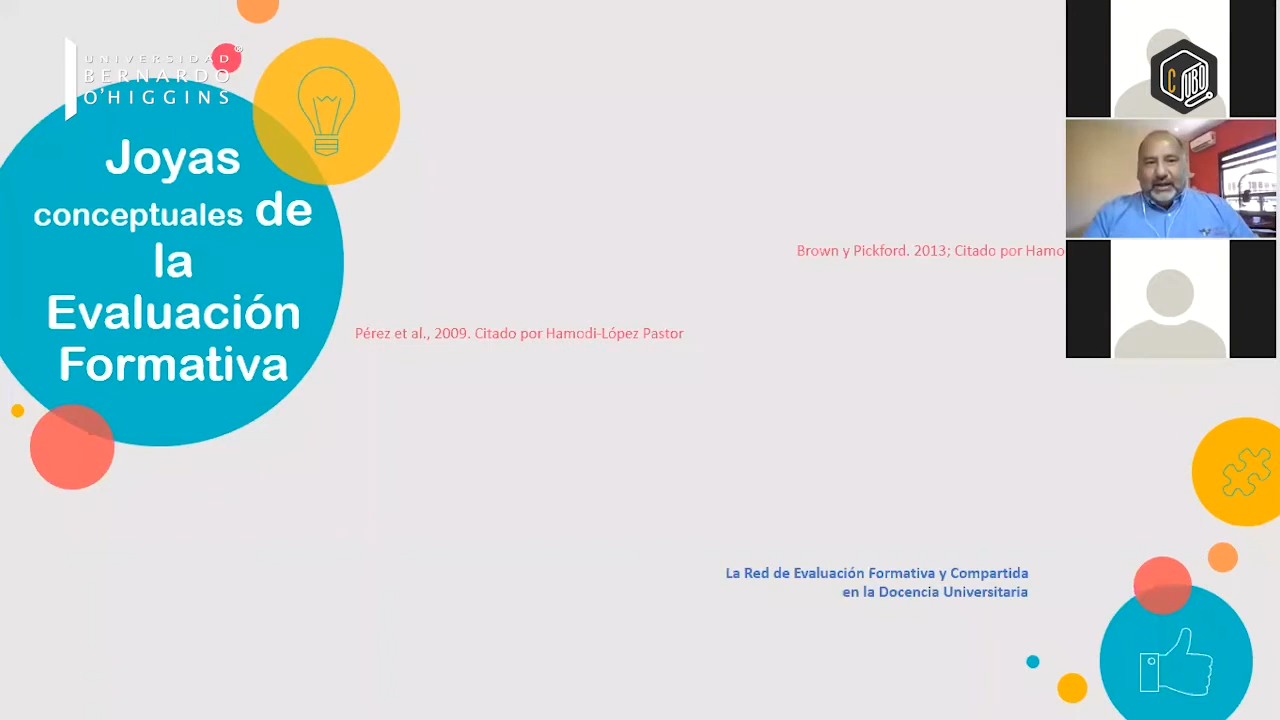 UNIVERSIDAD
BERNARDO
O'HIGGINS
®
Joyas
conceptuales de
la
Evaluación
Formativa
Brown y Pickford. 2013; Citado por Hamo
Pérez et al., 2009. Citado por Hamodi-López Pastor
La Red de Evaluación Formativa y Compartida
en la Docencia Universitaria
C UBO